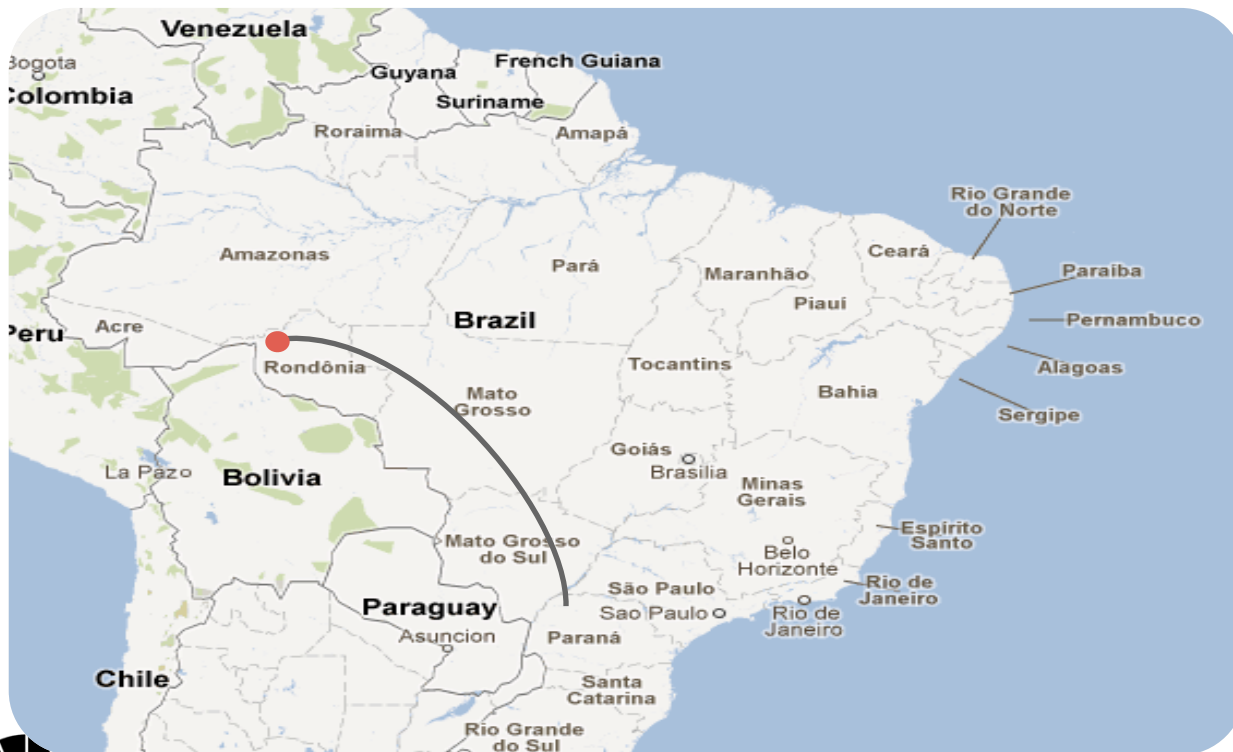 Venezuela
French Guiana
Bogota
Guyana
Colombia
Suriname
Roraima
Amapá
Rio Grande
do Norte
Amazonas
Pará
Ceará
Maranhão
Paraíba
Piauí
Brazil
Pernambuco
Acre
Peru
Rondônia
Tocantins
Alagoas
Mato
Grosso
Bahia
Sergipe
Goiás
La Paz
Brasilia
Bolivia
Minas
Gerais
Espírito
Santo
Mato Grosso
do Sul
Belo
Horizonte
São Paulo
Rio de
Janeiro
Paraguay
Sao Paulo
Rio de
Janeiro
Asuncion
Paraná
Chile
Santa
Catarina
Rio Grande
do Sul